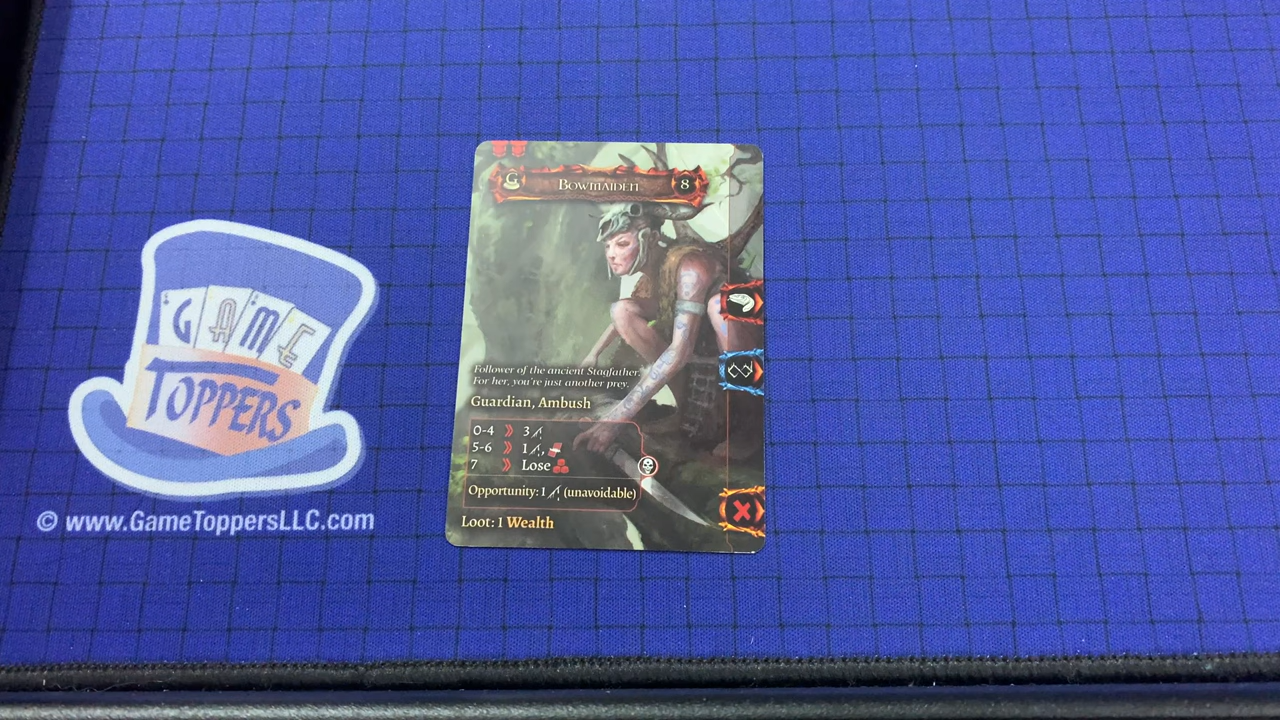 GAME
TOPPERS
© www.GameToppersLLC.com
G BOWMAIDEN 8
Follower of the ancient Stagfather.
For her, you're just another prey.
Guardian, Ambush
0-4 3
5-6 1 ,
7 Lose
Opportunity: 1 (unavoidable)
Loot: 1 Wealth